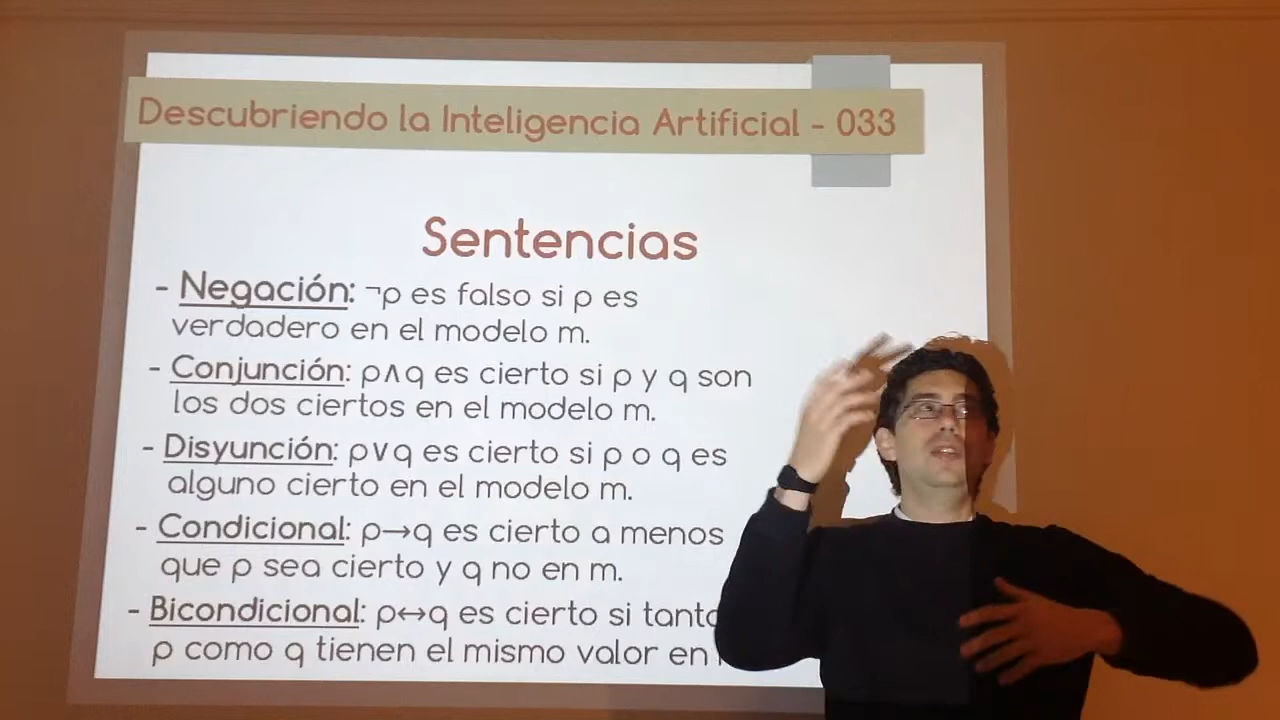 Descubriendo la Inteligencia Artificial - 033
Sentencias
- Negación: ¬p es falso si p es
verdadero en el modelo m.
- Conjunción: p∧q es cierto si p y q son
los dos ciertos en el modelo m.
- Disyunción: p∨q es cierto si p o q es
alguno cierto en el modelo m.
- Condicional: p→q es cierto a menos
que p sea cierto y q no en m.
- Bicondicional: p↔q es cierto si tanto
p como q tienen el mismo valor en